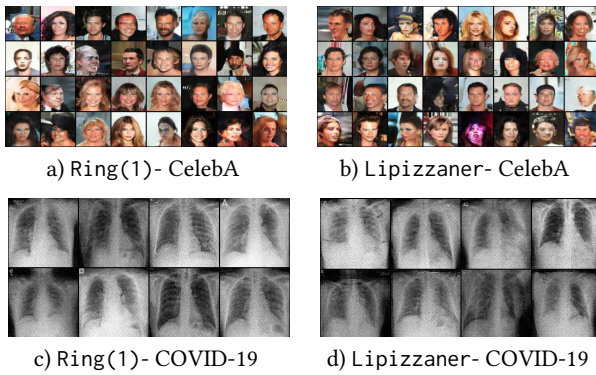 a) Ring(1)- CelebA
b) Lipizzaner- CelebA
c) Ring(1)- COVID-19
d) Lipizzaner- COVID-19